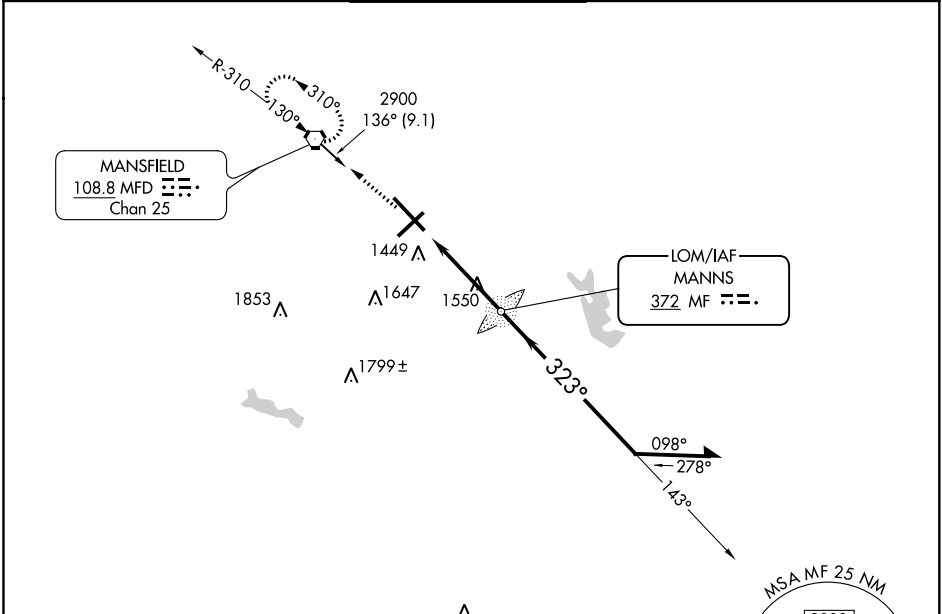 R-310
310°
130°
2900
136° (9.1)
MANSFIELD
108.8 MFD
Chan 25
1449
LOM/IAF
MANNS
372 MF
1853
1647
1550
1799±
323°
098°
278°
143°
MSA MF 25 NM